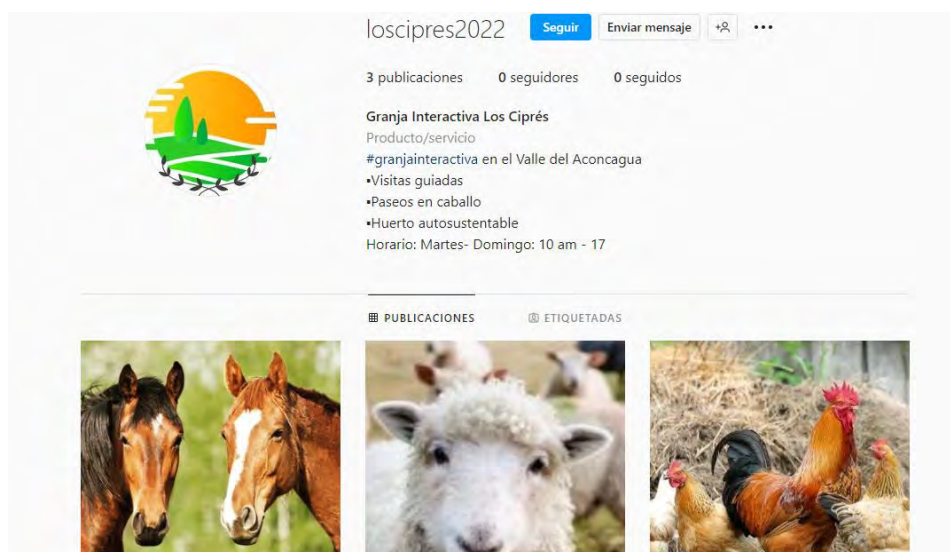 loscipres2022 Seguir Enviar mensaje
3 publicaciones 0 seguidores 0 seguidos
Granja Interactiva Los Ciprés
Producto/servicio
#granjainteractiva en el Valle del Aconcagua
▪Visitas guiadas
▪Paseos en caballo
▪Huerto autosustentable
Horario: Martes- Domingo: 10 am - 17
PUBLICACIONES ETIQUETADAS